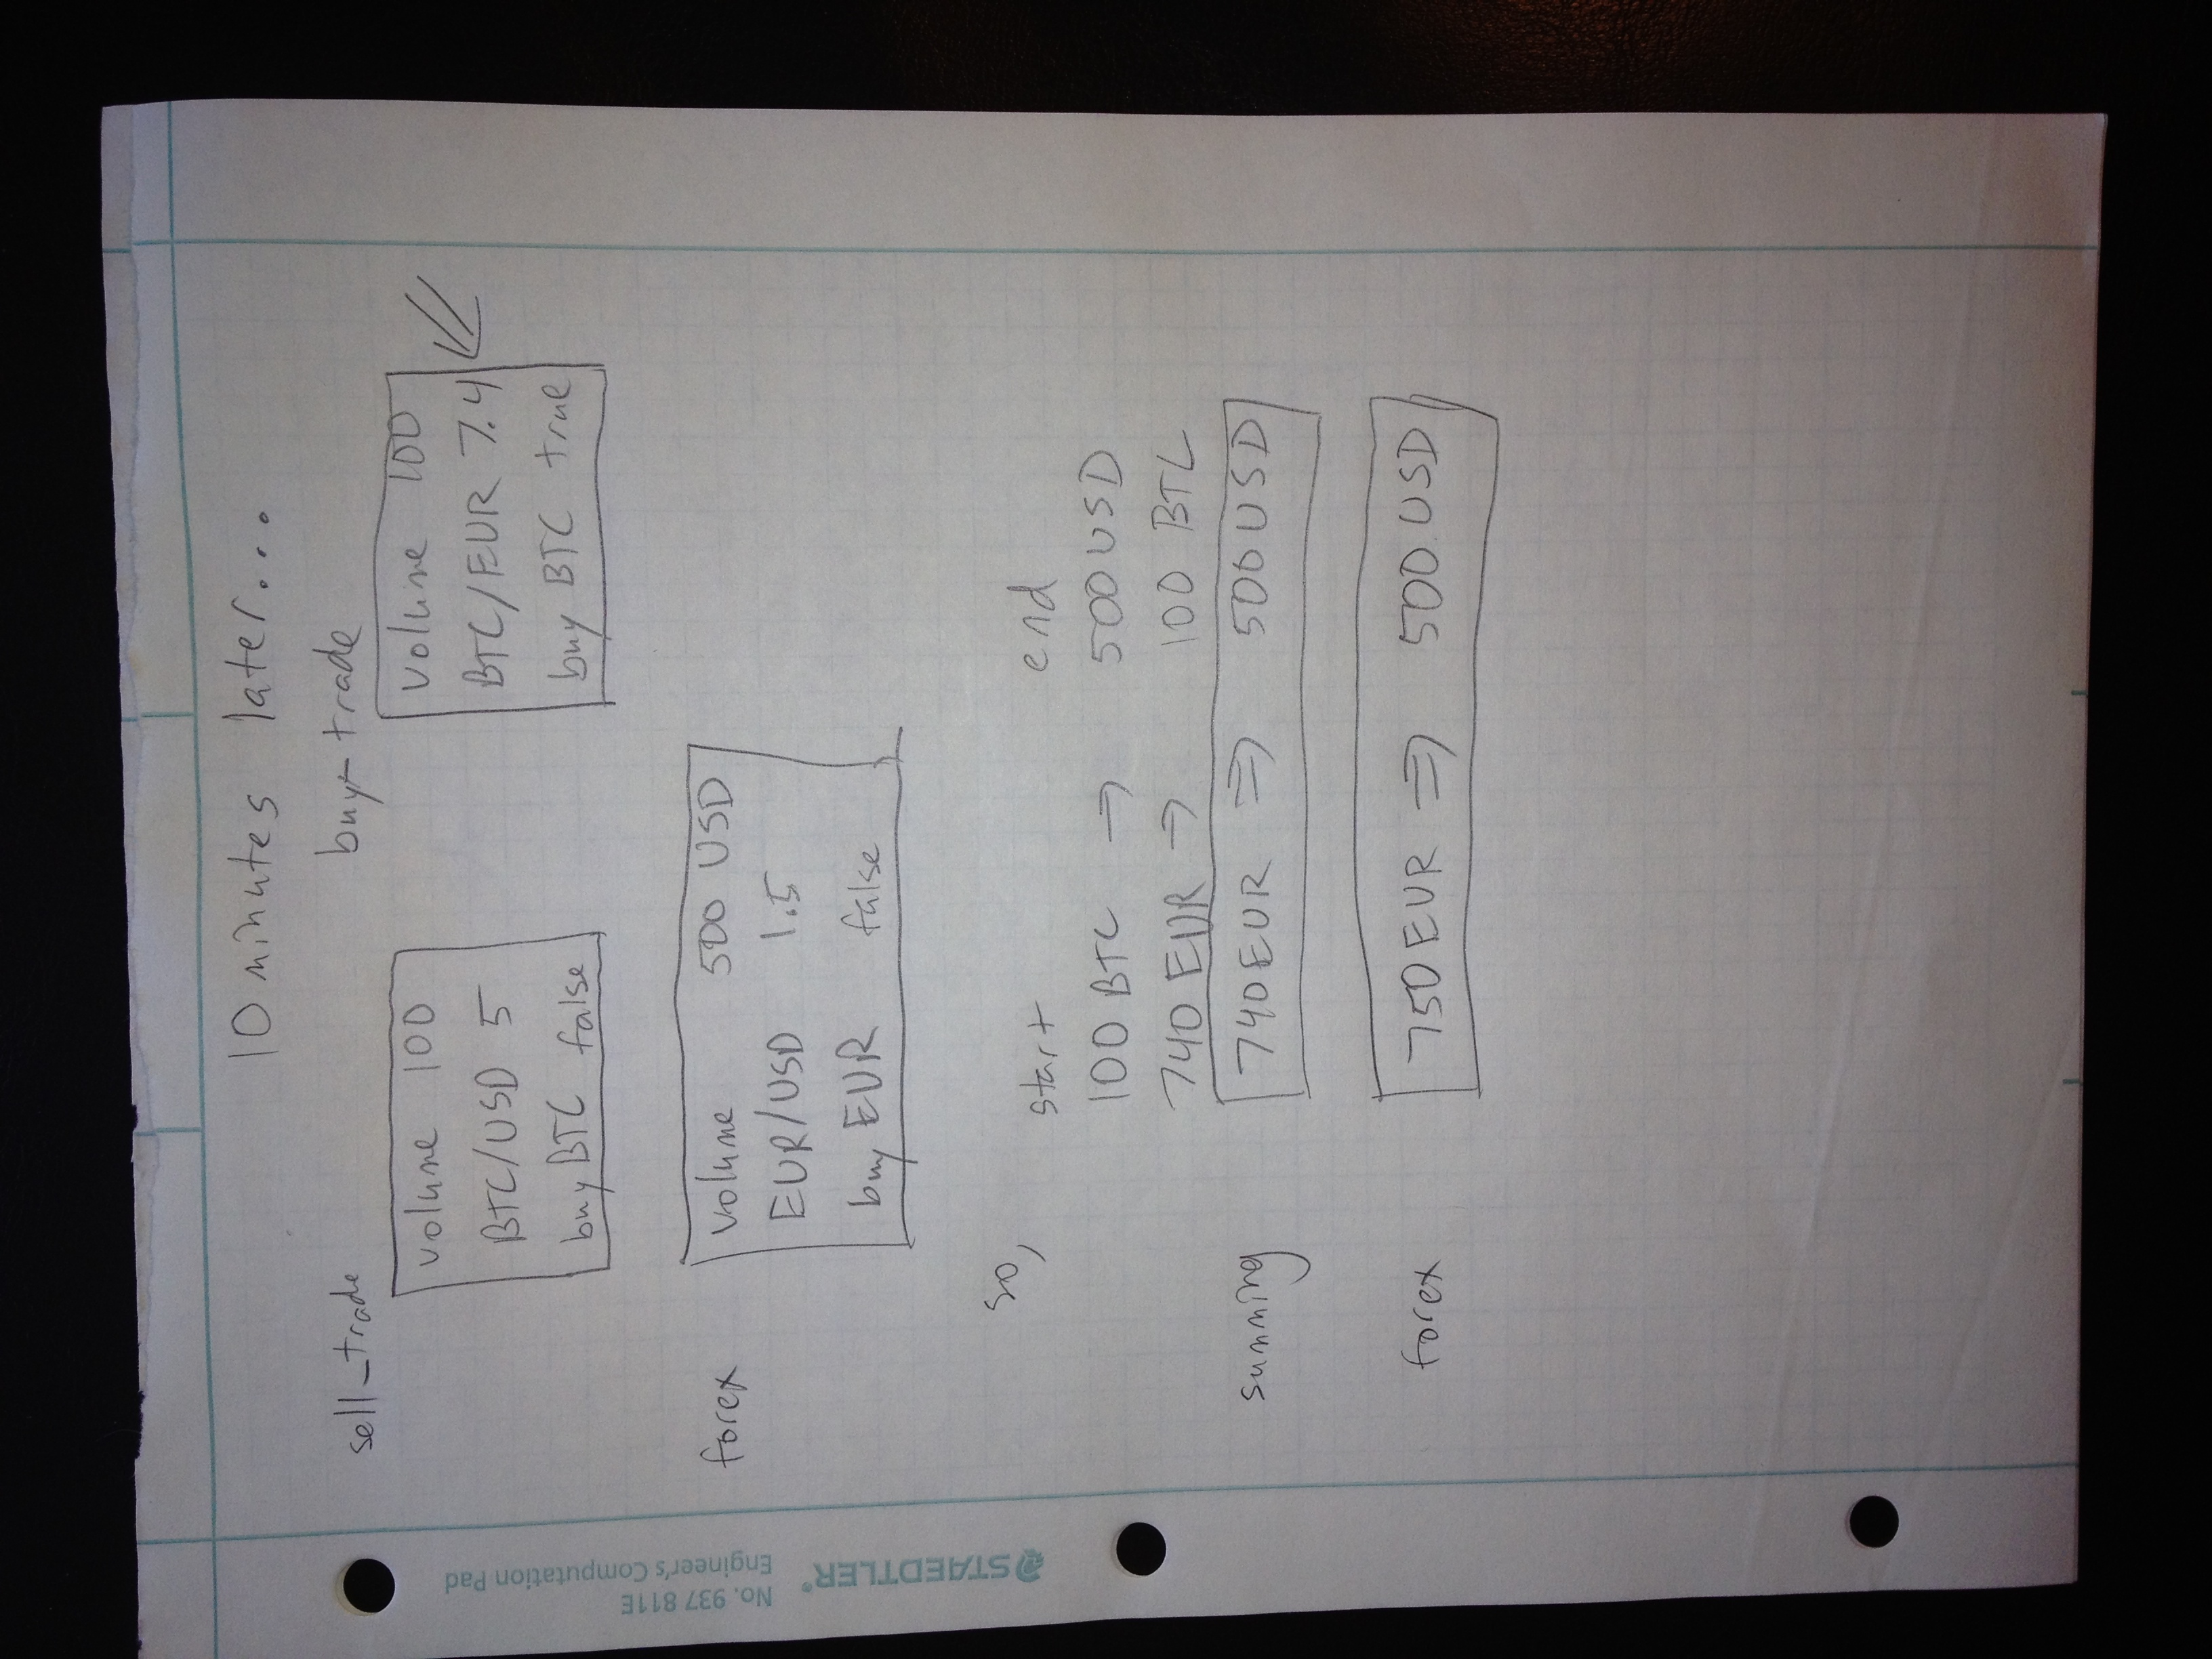 10 minutes later...
sell_trade
buy_trade
volume 100
BTC/USD 5
buy BTC false
volume 100
BTC/EUR 7.4
buy BTC true
forex
volume 500 USD
EUR/USD 1.5
buy EUR false
so,
start end
100 BTC → 500 USD
740 EUR → 100 BTC
summing 740 EUR ⇒ 500 USD
forex 750 EUR ⇒ 500 USD
STAEDTLER® No. 937 811E
Engineer's Computation Pad